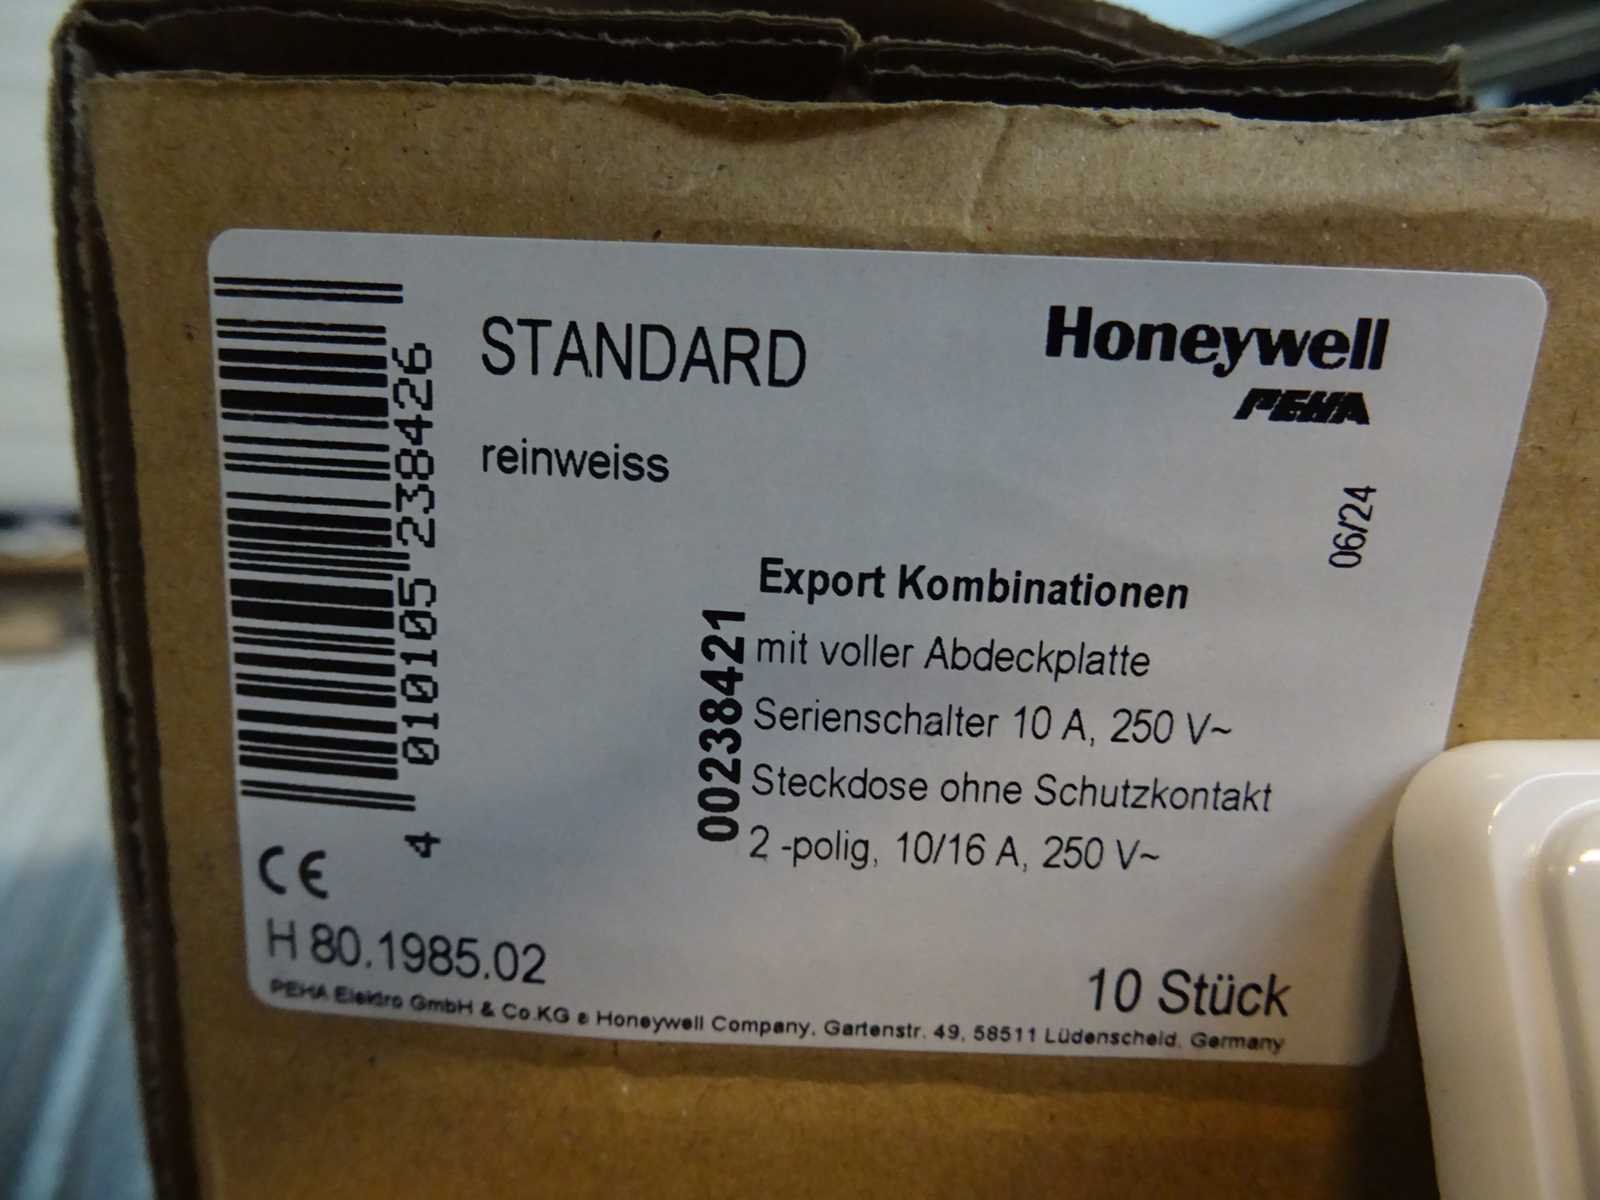 STANDARD
Honeywell
PEHA
reinweiss
06/24
4 010105 238426
Export Kombinationen
00238421
mit voller Abdeckplatte
Serienschalter 10 A, 250 V~
Steckdose ohne Schutzkontakt
2 -polig, 10/16 A, 250 V~
CE
H 80.1985.02
10 Stück
PEHA Elektro GmbH & Co.KG a Honeywell Company, Gartenstr. 49, 58511 Lüdenscheid, Germany